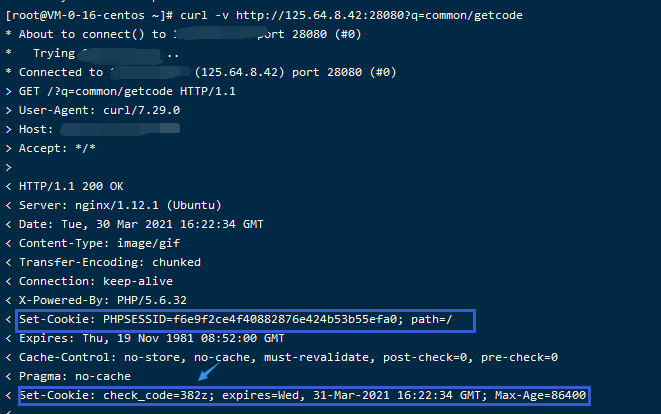 [root@VM-0-16-centos ~]# curl -v http://125.64.8.42:28080?q=common/getcode
* About to connect() to port 28080 (#0)
* Trying ..
* Connected to (125.64.8.42) port 28080 (#0)
> GET /?q=common/getcode HTTP/1.1
> User-Agent: curl/7.29.0
> Host:
> Accept: */*
>
< HTTP/1.1 200 OK
< Server: nginx/1.12.1 (Ubuntu)
< Date: Tue, 30 Mar 2021 16:22:34 GMT
< Content-Type: image/gif
< Transfer-Encoding: chunked
< Connection: keep-alive
< X-Powered-By: PHP/5.6.32
< Set-Cookie: PHPSESSID=f6e9f2ce4f40882876e424b53b55efa0; path=/
< Expires: Thu, 19 Nov 1981 08:52:00 GMT
< Cache-Control: no-store, no-cache, must-revalidate, post-check=0, pre-check=0
< Pragma: no-cache
< Set-Cookie: check_code=382z; expires=Wed, 31-Mar-2021 16:22:34 GMT; Max-Age=86400